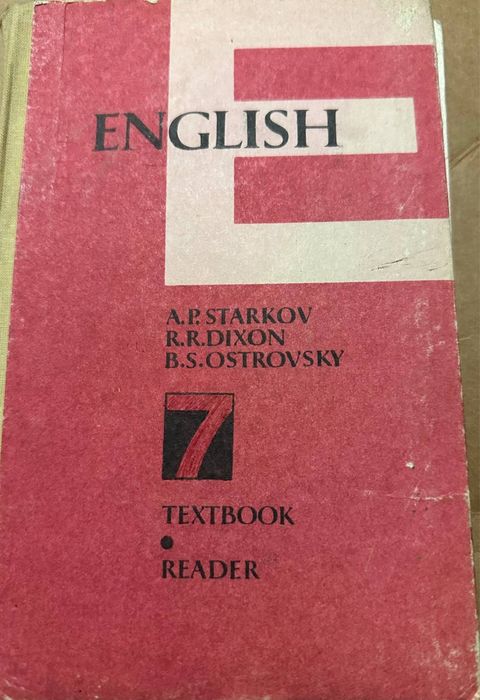 ENGLISH
A.P. STARKOV
R.R. DIXON
B.S. OSTROVSKY
7
TEXTBOOK
•
READER